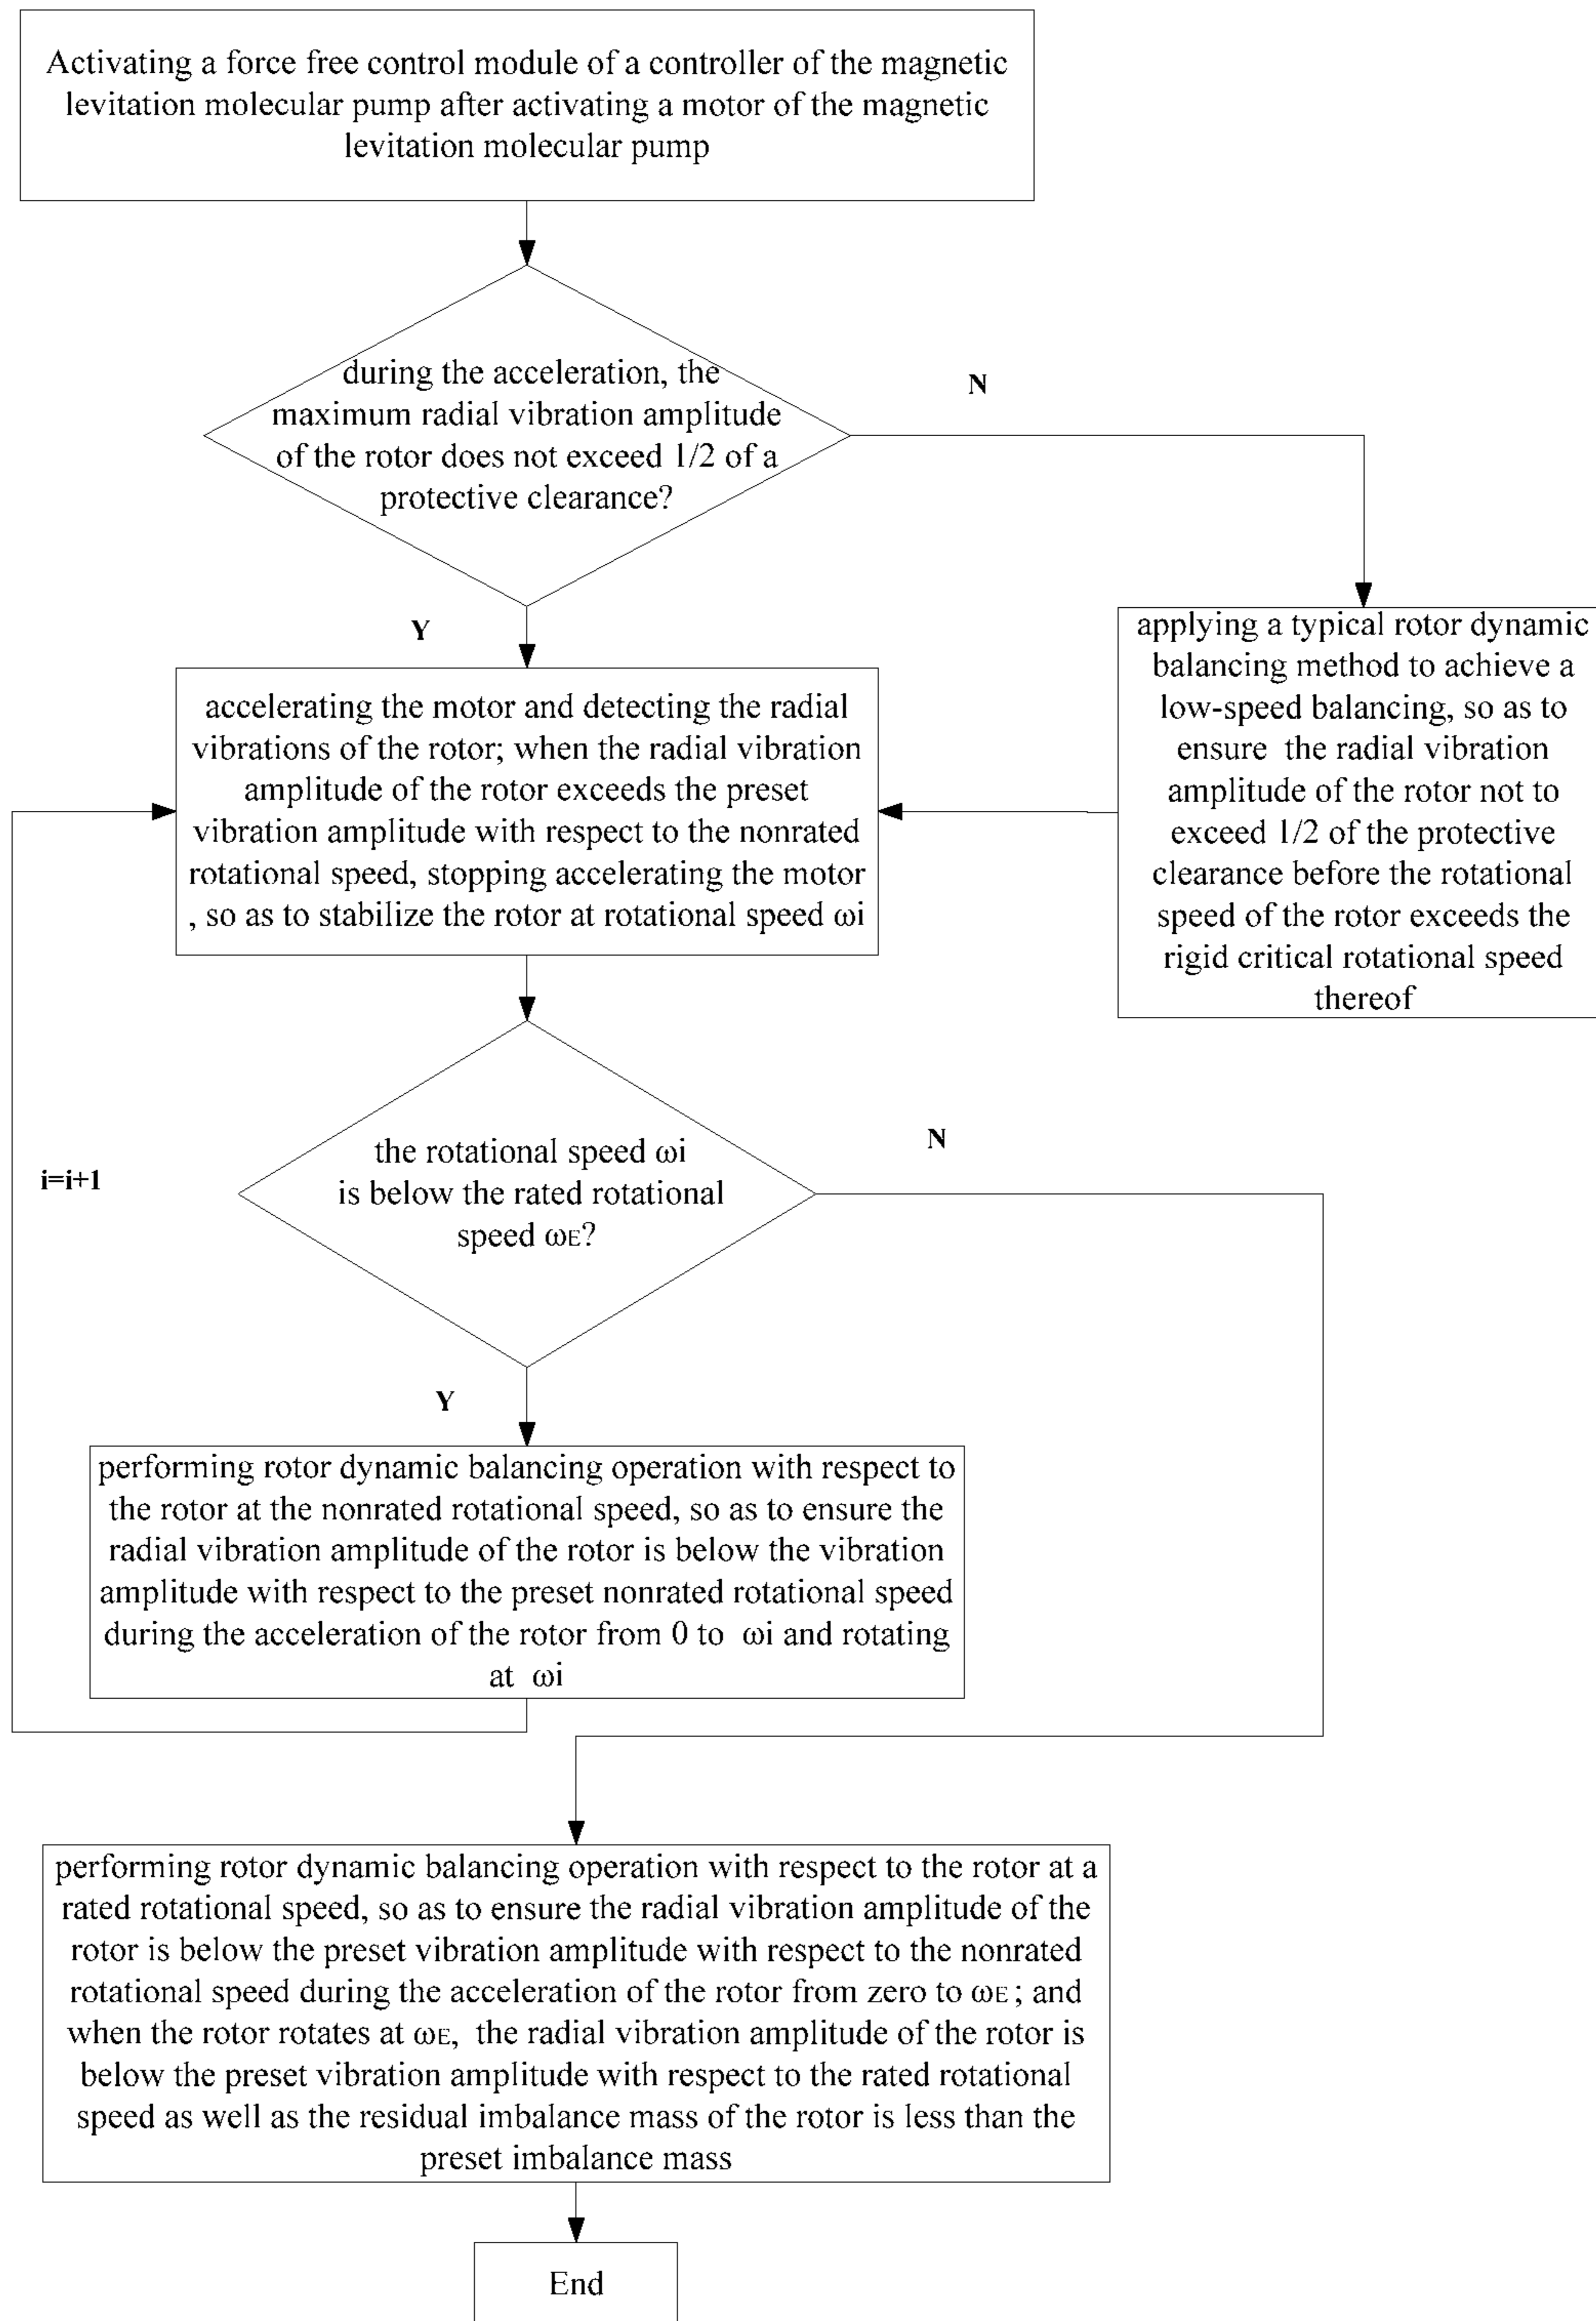 Activating a force free control module of a controller of the magnetic
levitation molecular pump after activating a motor of the magnetic
levitation molecular pump
during the acceleration, the
maximum radial vibration amplitude
of the rotor does not exceed 1/2 of a
protective clearance?
N
Y
applying a typical rotor dynamic
balancing method to achieve a
low-speed balancing, so as to
ensure the radial vibration
amplitude of the rotor not to
exceed 1/2 of the protective
clearance before the rotational
speed of the rotor exceeds the
rigid critical rotational speed
thereof
accelerating the motor and detecting the radial
vibrations of the rotor; when the radial vibration
amplitude of the rotor exceeds the preset
vibration amplitude with respect to the nonrated
rotational speed, stopping accelerating the motor
, so as to stabilize the rotor at rotational speed ωi
the rotational speed ωi
is below the rated rotational
speed ωE?
N
i=i+1
Y
performing rotor dynamic balancing operation with respect to
the rotor at the nonrated rotational speed, so as to ensure the
radial vibration amplitude of the rotor is below the vibration
amplitude with respect to the preset nonrated rotational speed
during the acceleration of the rotor from 0 to ωi and rotating
at ωi
performing rotor dynamic balancing operation with respect to the rotor at a
rated rotational speed, so as to ensure the radial vibration amplitude of the
rotor is below the preset vibration amplitude with respect to the nonrated
rotational speed during the acceleration of the rotor from zero to ωE ; and
when the rotor rotates at ωE, the radial vibration amplitude of the rotor is
below the preset vibration amplitude with respect to the rated rotational
speed as well as the residual imbalance mass of the rotor is less than the
preset imbalance mass
End